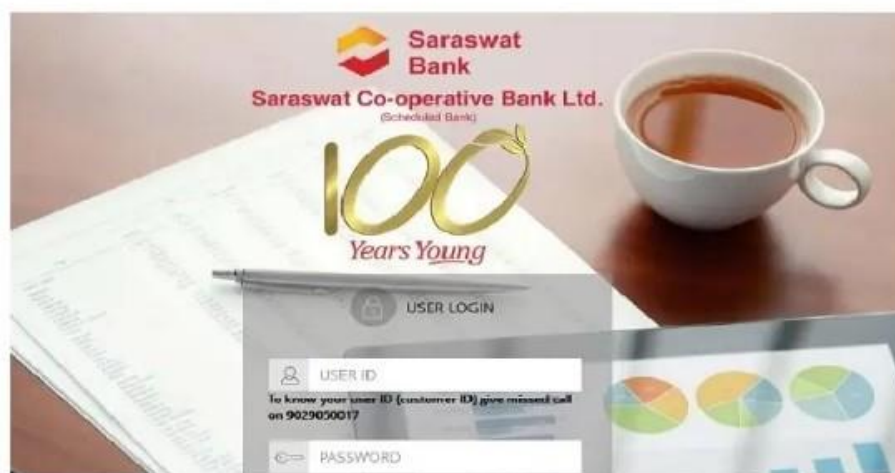 Saraswat
Bank
Saraswat Co-operative Bank Ltd.
(Scheduled Bank)
100
Years Young
USER LOGIN
USER ID
To know your user ID (customer ID) give missed call
on 9029050017
PASSWORD